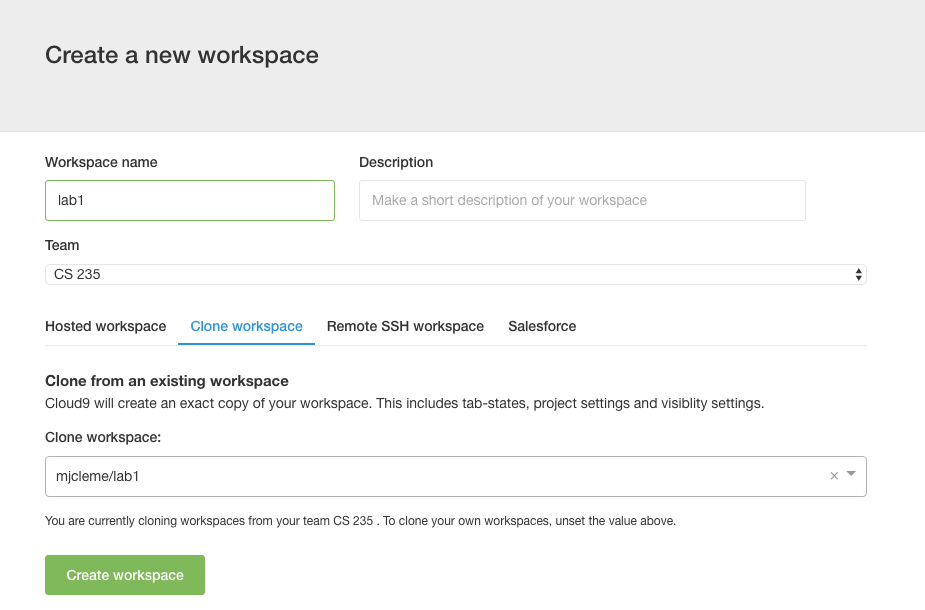 Create a new workspace
Workspace name
Description
lab1
Make a short description of your workspace
Team
CS 235
Hosted workspace
Clone workspace
Remote SSH workspace
Salesforce
Clone from an existing workspace
Cloud9 will create an exact copy of your workspace. This includes tab-states, project settings and visiblity settings.
Clone workspace:
mjcleme/lab1
You are currently cloning workspaces from your team CS 235 . To clone your own workspaces, unset the value above.
Create workspace